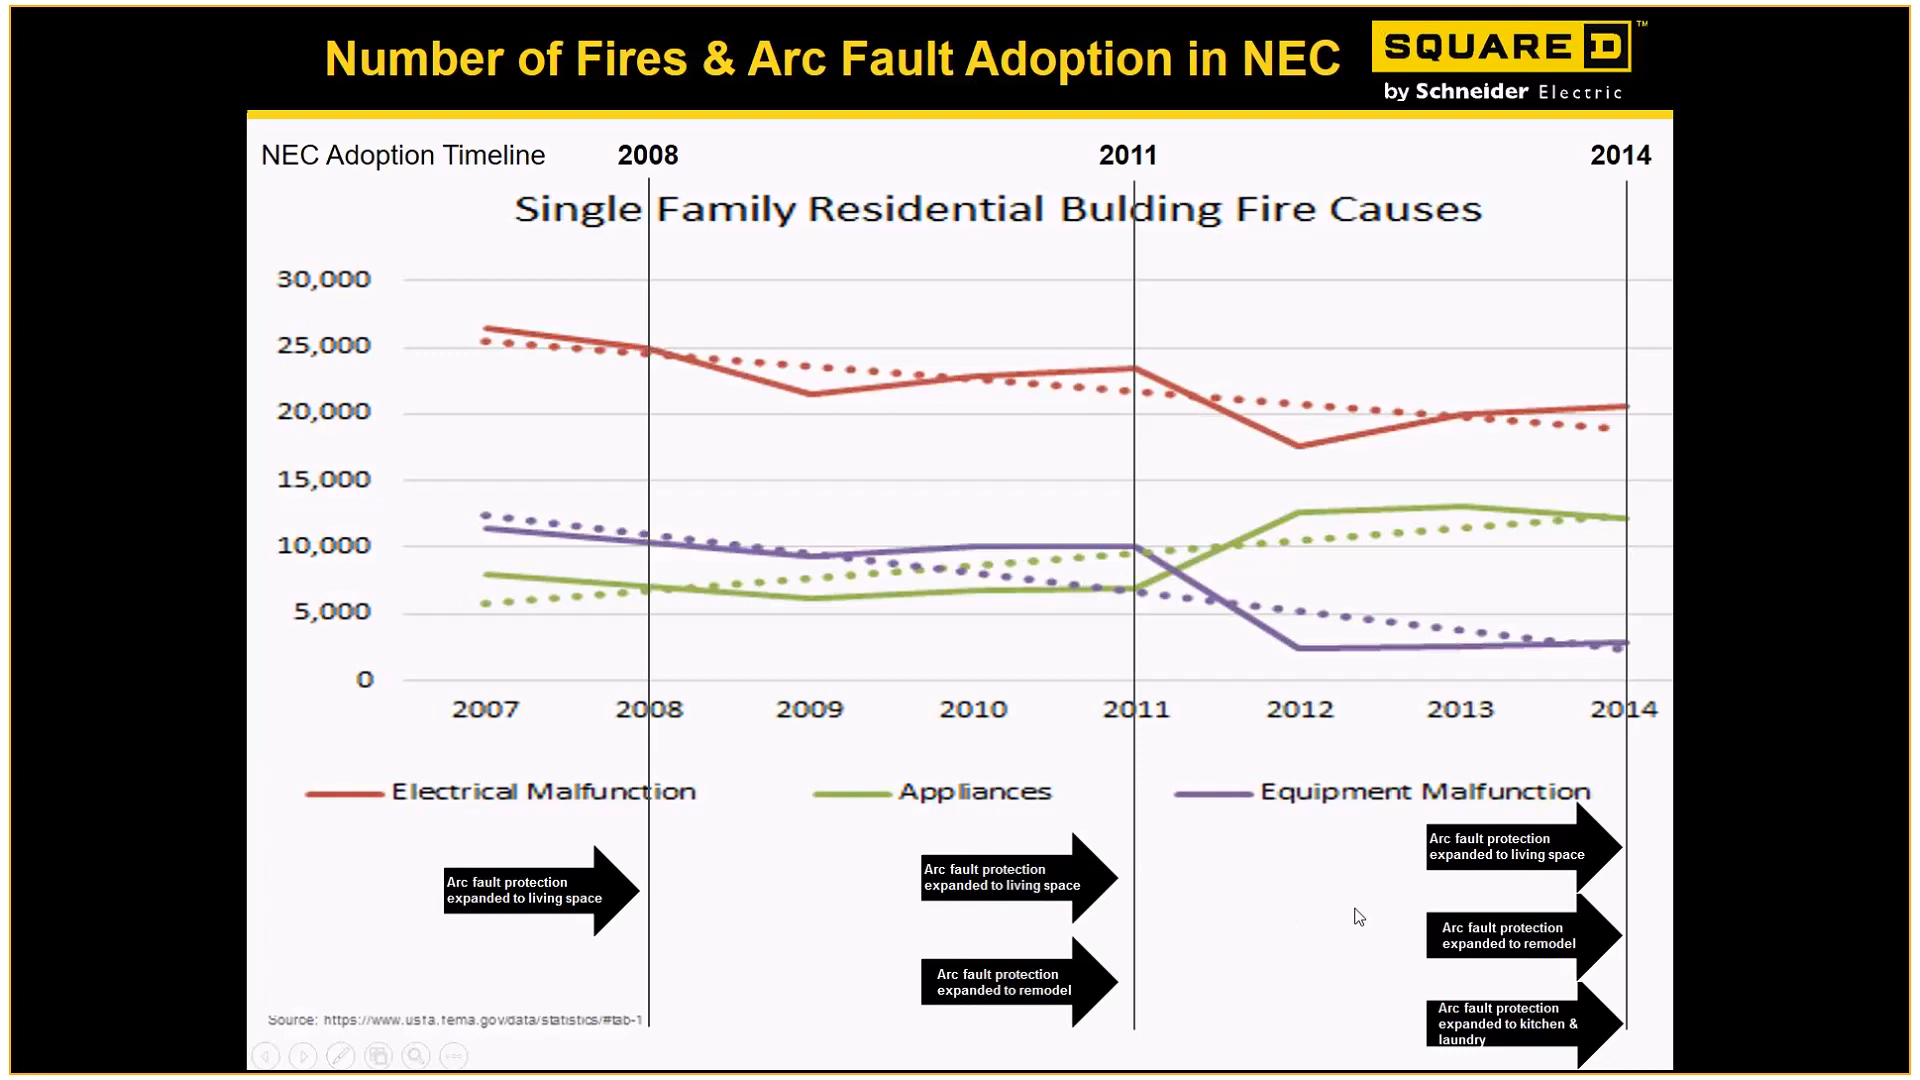 Number of Fires & Arc Fault Adoption in NEC
SQUARE D ™
by Schneider Electric
NEC Adoption Timeline 2008 2011 2014
Single Family Residential Bulding Fire Causes
30,000
25,000
20,000
15,000
10,000
5,000
0
2007 2008 2009 2010 2011 2012 2013 2014
Electrical Malfunction Appliances Equipment Malfunction
Arc fault protection
expanded to living space
Arc fault protection
expanded to living space
Arc fault protection
expanded to remodel
Arc fault protection
expanded to living space
Arc fault protection
expanded to remodel
Arc fault protection
expanded to kitchen &
laundry
Source: https://www.usfa.fema.gov/data/statistics/#tab-1